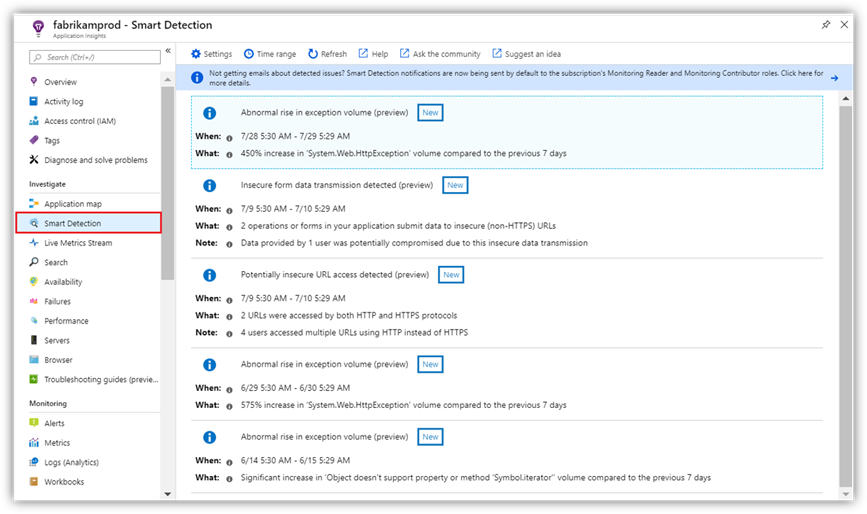 fabrikamprod - Smart Detection
Application Insights
Search (Ctrl+/)
Overview
Activity log
Access control (IAM)
Tags
Diagnose and solve problems
Investigate
Application map
Smart Detection
Live Metrics Stream
Search
Availability
Failures
Performance
Servers
Browser
Troubleshooting guides (previe...
Monitoring
Alerts
Metrics
Logs (Analytics)
Workbooks
Settings Time range Refresh Help Ask the community Suggest an idea
Not getting emails about detected issues? Smart Detection notifications are now being sent by default to the subscription's Monitoring Reader and Monitoring Contributor roles. Click here for
more details.
Abnormal rise in exception volume (preview) New
When: 7/28 5:30 AM - 7/29 5:29 AM
What: 450% increase in 'System.Web.HttpException' volume compared to the previous 7 days
Insecure form data transmission detected (preview) New
When: 7/9 5:30 AM - 7/10 5:29 AM
What: 2 operations or forms in your application submit data to insecure (non-HTTPS) URLs
Note: Data provided by 1 user was potentially compromised due to this insecure data transmission
Potentially insecure URL access detected (preview) New
When: 7/9 5:30 AM - 7/10 5:29 AM
What: 2 URLs were accessed by both HTTP and HTTPS protocols
Note: 4 users accessed multiple URLs using HTTP instead of HTTPS
Abnormal rise in exception volume (preview) New
When: 6/29 5:30 AM - 6/30 5:29 AM
What: 575% increase in 'System.Web.HttpException' volume compared to the previous 7 days
Abnormal rise in exception volume (preview) New
When: 6/14 5:30 AM - 6/15 5:29 AM
What: Significant increase in 'Object doesn't support property or method 'Symbol.iterator'' volume compared to the previous 7 days